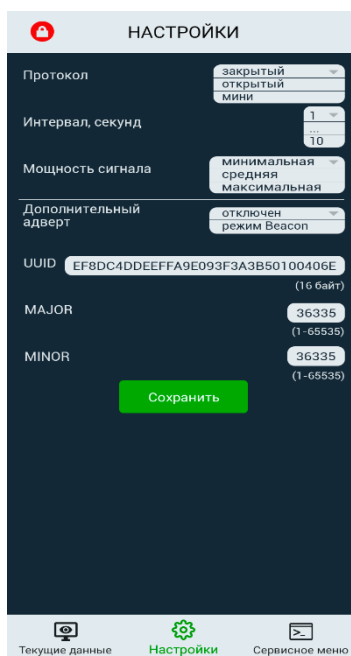 НАСТРОЙКИ
Протокол
закрытый
открытый
мини
Интервал, секунд
1
...
10
Мощность сигнала
минимальная
средняя
максимальная
Дополнительный
адверт
отключен
режим Beacon
UUID EF8DC4DDEEFFA9E093F3A3B50100406E
(16 байт)
MAJOR 36335
(1-65535)
MINOR 36335
(1-65535)
Сохранить
Текущие данные Настройки Сервисное меню